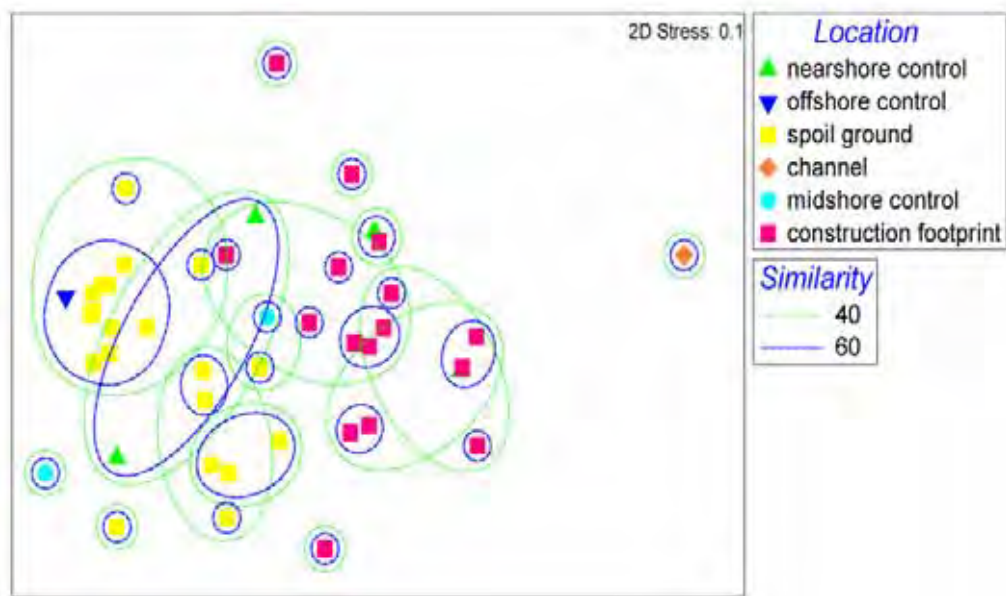 2D Stress: 0.1
Location
nearshore control
offshore control
spoil ground
channel
midshore control
construction footprint
Similarity
40
60